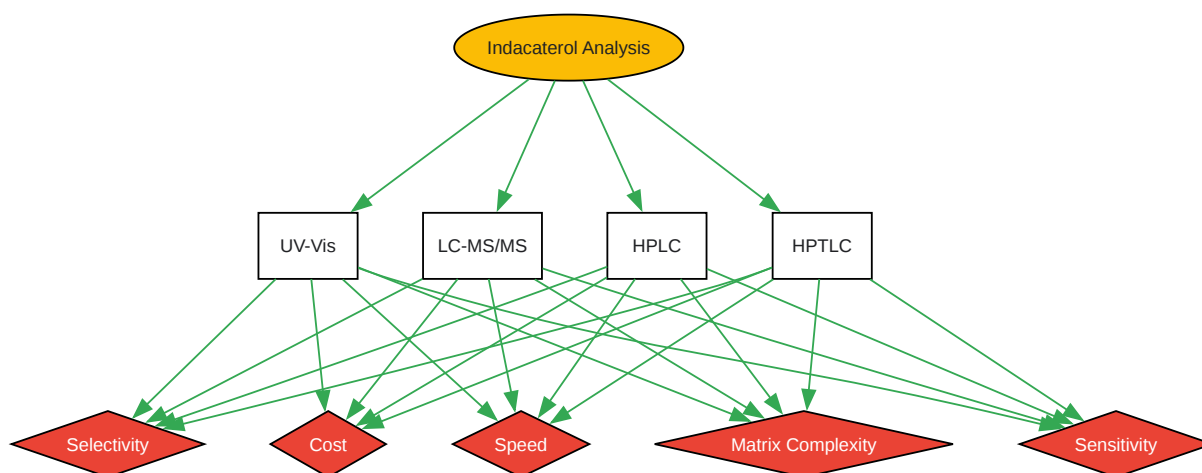 Indacaterol Analysis
UV-Vis
LC-MS/MS
HPLC
HPTLC
Selectivity
Cost
Speed
Matrix Complexity
Sensitivity